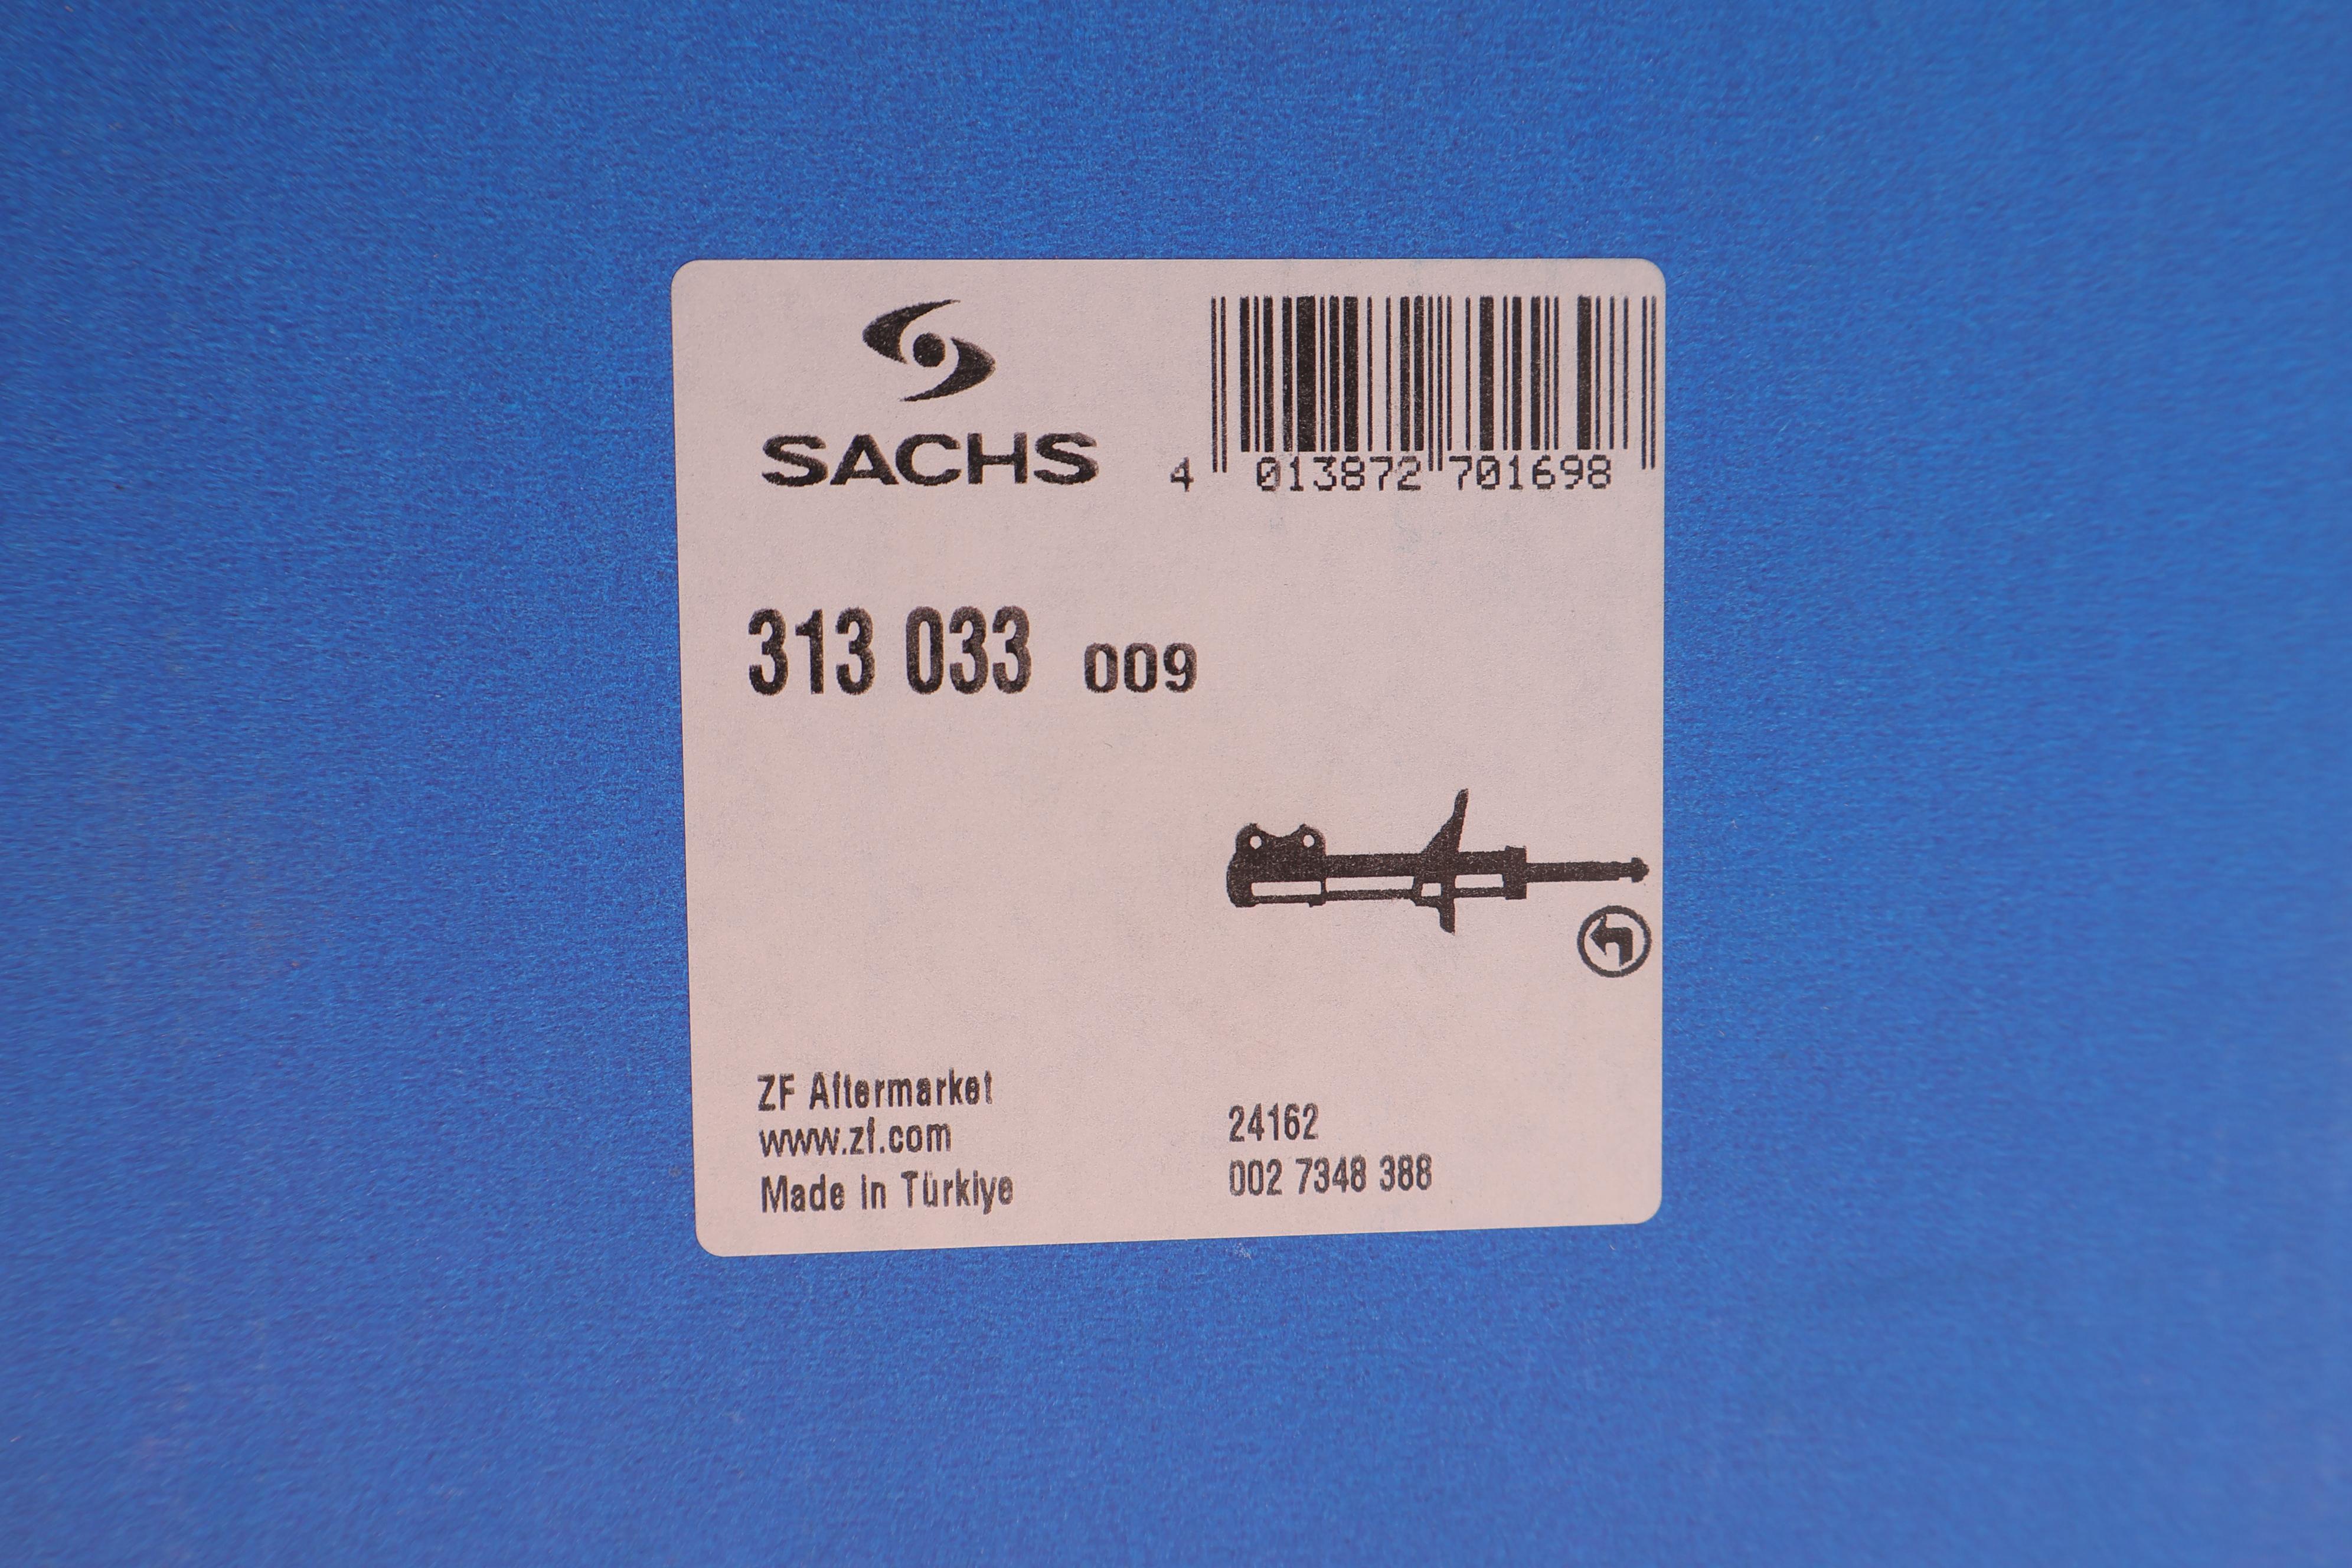 SACHS
4 013872 701698
313 033 009
ZF Aftermarket
www.zf.com
Made in Türkiye
24162
002 7348 388